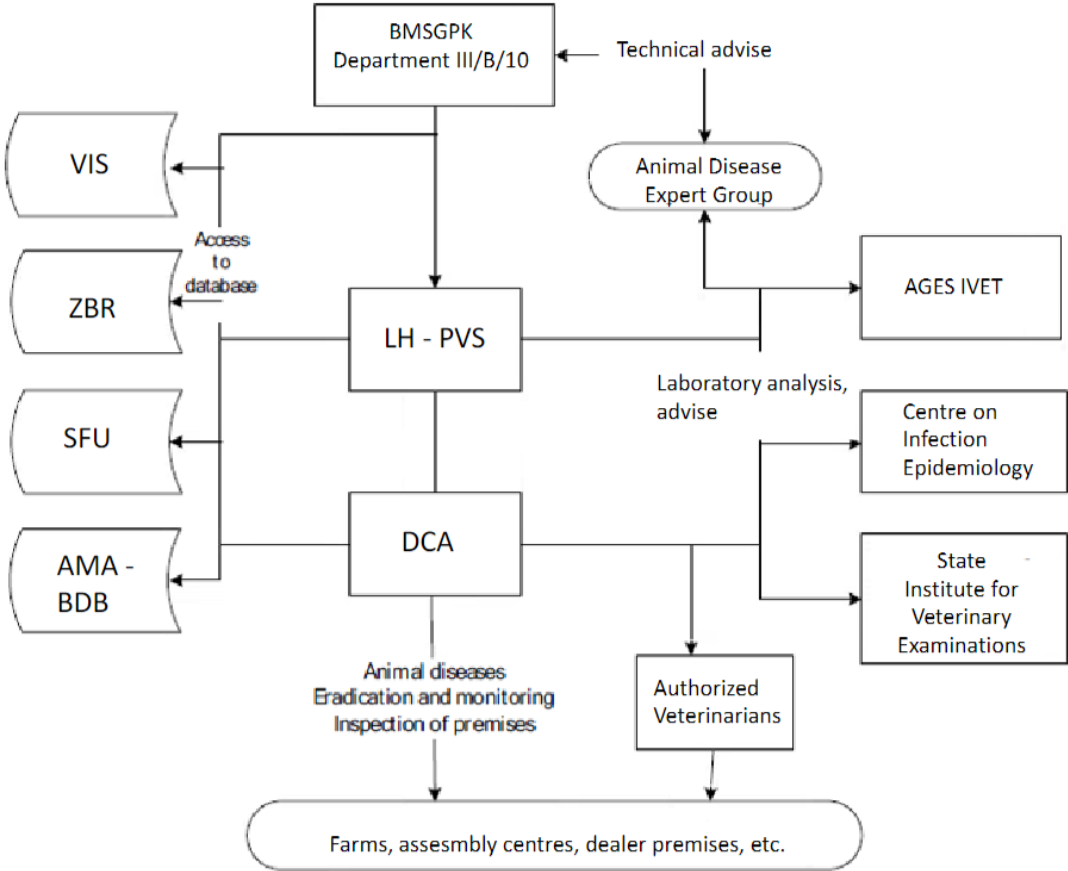 BMSGPK
Department III/B/10
Technical advise
VIS
Animal Disease
Expert Group
Access
to
database
ZBR
LH - PVS
AGES IVET
Laboratory analysis,
advise
SFU
Centre on
Infection
Epidemiology
DCA
AMA -
BDB
State
Institute for
Veterinary
Examinations
Animal diseases
Eradication and monitoring
Inspection of premises
Authorized
Veterinarians
Farms, assesmbly centres, dealer premises, etc.